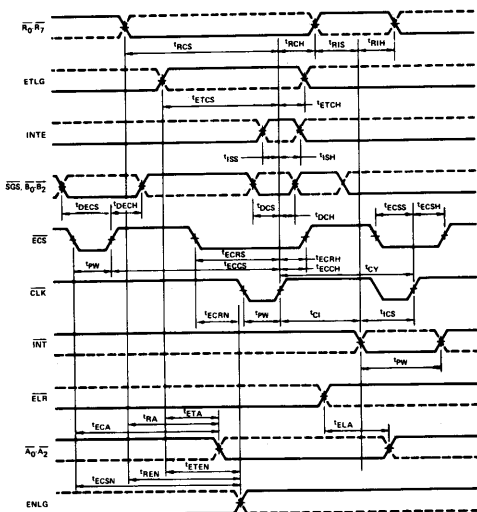 R0-R7
tRCS tRCH tRIS tRIH
ETLG
tETCS tETCH
INTE
tISS tISH
SGS, B0-B2
tDECS tDECH tDCS tDCH tECSS tECSH
ECS
tECRS tECRH
tPW tECCS tECCH tCY
CLK
tECRN tPW tCI tICS
INT
tPW
ELR
tETA
tRA tELA
tECA
A0-A2
tETEN
tREN
tECSN
ENLG